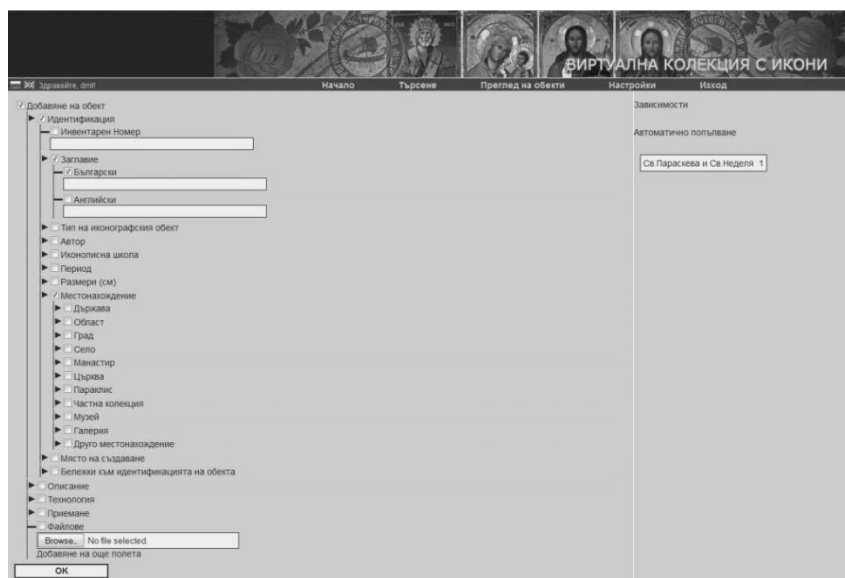 ВИРТУАЛНА КОЛЕКЦИЯ С ИКОНИ
Здравейте, dmt!
Начало Търсене Преглед на обекти Настройки Изход
Добавяне на обект
Идентификация
Инвентарен Номер
Заглавие
Български
Английски
Тип на иконографския обект
Автор
Иконописна школа
Период
Размери (см)
Местонахождение
Държава
Област
Град
Село
Манастир
Църква
Параклис
Частна колекция
Музей
Галерия
Друго местонахождение
Място на създаване
Бележки към идентификацията на обекта
Описание
Технология
Приемане
Файлове
Browse.. No file selected.
Добавяне на още полета
OK
Зависимости
Автоматично попълване
Св.Параскева и Св.Неделя 1